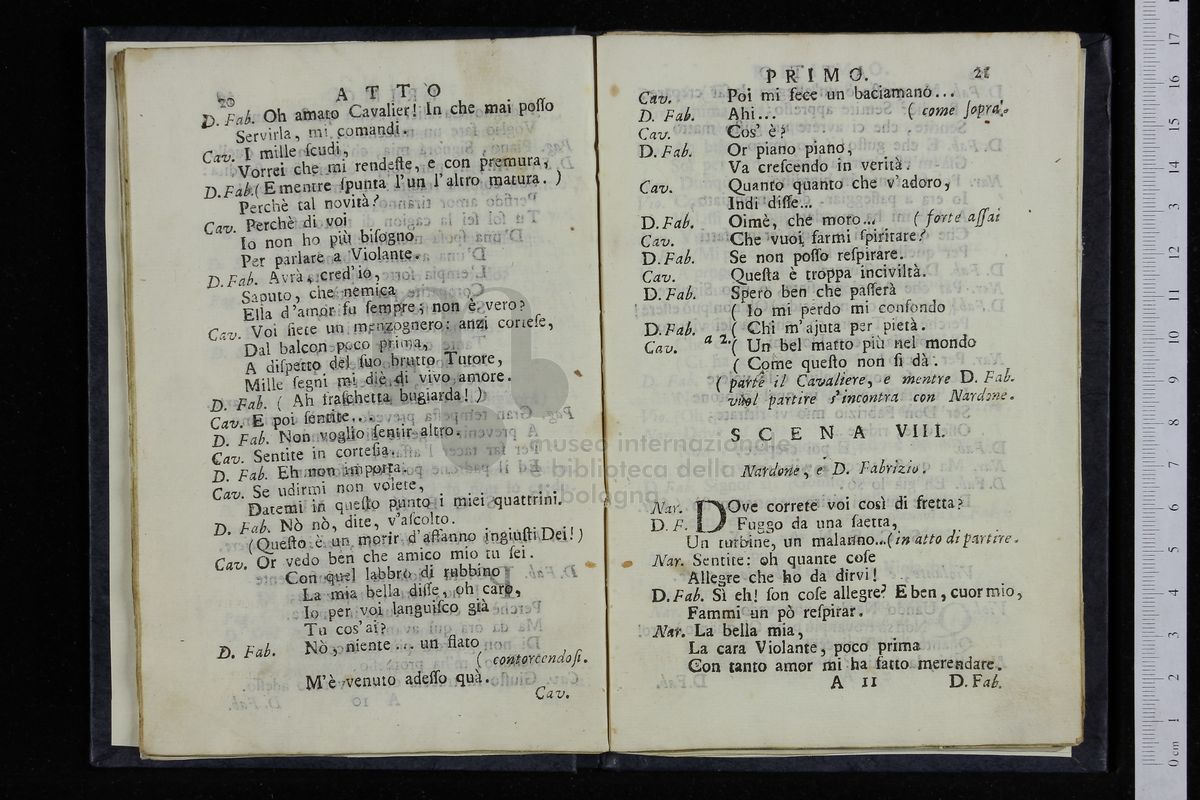 20
A T T O
D. Fab. Oh amato Cavalier! In che mai poſſo
Servirla, mi comandi.
Cav. I mille ſcudi,
Vorrei che mi rendeſte, e con premura,
D. Fab. ( E mentre ſpunta l'un l'altro matura. )
Perchè tal novità?
Cav. Perchè di voi
Io non ho più biſogno
Per parlare a Violante.
D. Fab. Avrà, cred'io,
Saputo, che nemica
Ella d'amor fu ſempre; non è vero?
Cav. Voi ſiete un menzognero: anzi corteſe,
Dal balcon poco prima,
A diſpetto del ſuo brutto Tutore,
Mille ſegni mi diè di vivo amore.
D. Fab. ( Ah fraſchetta bugiarda! )
Cav. E poi ſentite...
D. Fab. Non voglio ſentir altro.
Cav. Sentite in corteſia.
D. Fab. Eh non importa.
Cav. Se udirmi non volete,
Datemi in queſto punto i miei quattrini.
D. Fab. Nò nò, dite, v'aſcolto.
(Queſto è un morir d'affanno ingiuſti Dei!)
Cav. Or vedo ben che amico mio tu ſei.
Con quel labbro di rubbino
La mia bella diſſe, oh caro,
Io per voi languiſco già
Tu cos'ai?
D. Fab. Nò, niente... un flato
( contorcendoſi.
M'è venuto adeſſo quà.
Cav.
PRIMO.
21
Cav. Poi mi fece un baciamano...
D. Fab. Ahi... ( come ſopra.
Cav. Cos' è?
D. Fab. Or piano piano,
Va creſcendo in verità.
Cav. Quanto quanto che v'adoro,
Indi diſſe...
D. Fab. Oimè, che moro... ( forte aſſai
Cav. Che vuoi farmi ſpiritare?
D. Fab. Se non poſſo reſpirare.
Cav. Queſta è troppa inciviltà.
D. Fab. Spero ben che paſſerà
( Io mi perdo mi confondo
D. Fab. ( Chi m'ajuta per pietà.
Cav. a 2. ( Un bel matto più nel mondo
( Come queſto non ſi dà.
( parte il Cavaliere, e mentre D. Fab.
vuol partire s'incontra con Nardone.
S C E N A VIII.
Nardone, e D. Fabrizio.
Nar. DOve correte voi così di fretta?
D. F. Fuggo da una ſaetta,
Un turbine, un malanno...(in atto di partire.
Nar. Sentite: oh quante coſe
Allegre che ho da dirvi!
D. Fab. Sì eh! ſon coſe allegre? E ben, cuor mio,
Fammi un pò reſpirar.
Nar. La bella mia,
La cara Violante, poco prima
Con tanto amor mi ha fatto merendare.
A 11
D. Fab.
museo internazionale
e biblioteca della
di bologna